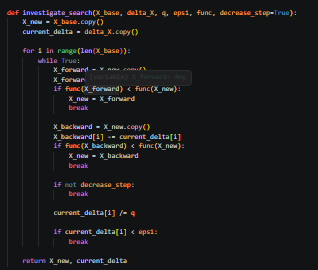 def investigate_search(X_base, delta_X, q, eps1, func, decrease_step=True):
X_new = X_base.copy()
current_delta = delta_X.copy()
for i in range(len(X_base)):
while True:
X_forward = X_new.copy()
X_forwar
(variable) X_forward: Any
if func(X_forward) < func(X_new):
X_new = X_forward
break
X_backward = X_new.copy()
X_backward[i] -= current_delta[i]
if func(X_backward) < func(X_new):
X_new = X_backward
break
if not decrease_step:
break
current_delta[i] /= q
if current_delta[i] < eps1:
break
return X_new, current_delta